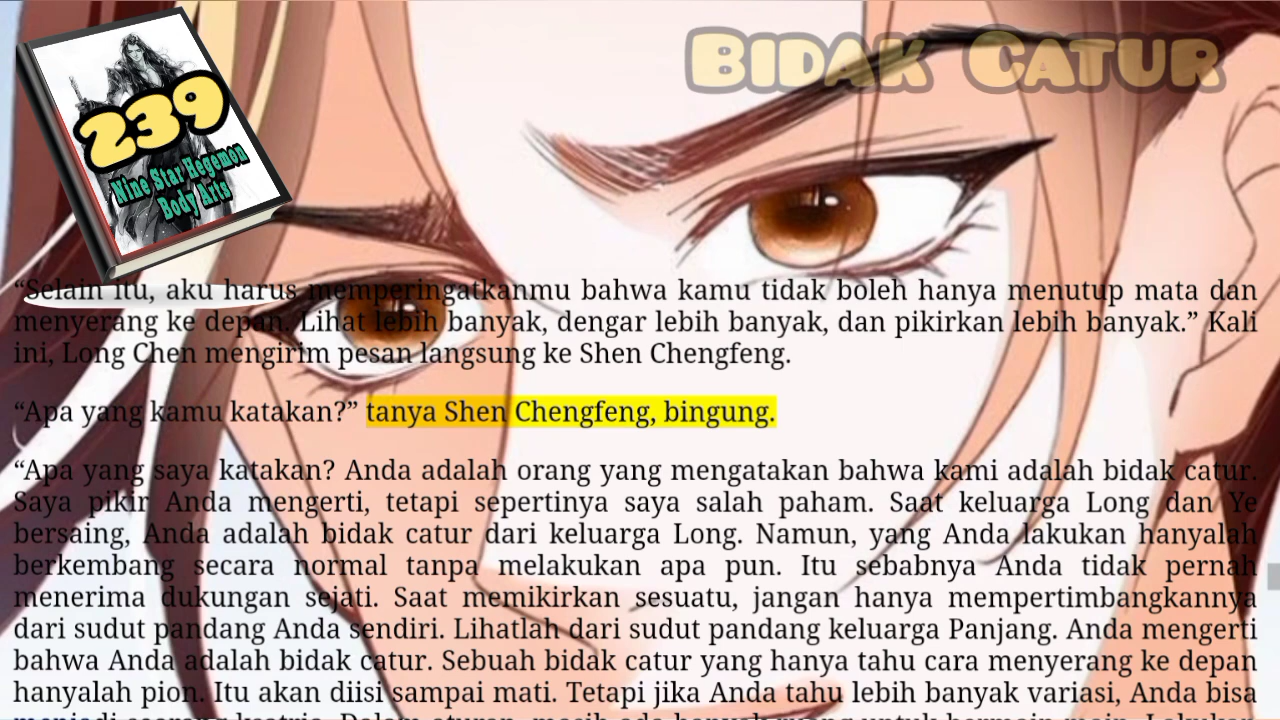 BIDAK CATUR
239
Nine Star Hegemon
Body Arts
“Selain itu, aku harus memperingatkanmu bahwa kamu tidak boleh hanya menutup mata dan
menyerang ke depan. Lihat lebih banyak, dengar lebih banyak, dan pikirkan lebih banyak.” Kali
ini, Long Chen mengirim pesan langsung ke Shen Chengfeng.
“Apa yang kamu katakan?” tanya Shen Chengfeng, bingung.
“Apa yang saya katakan? Anda adalah orang yang mengatakan bahwa kami adalah bidak catur.
Saya pikir Anda mengerti, tetapi sepertinya saya salah paham. Saat keluarga Long dan Ye
bersaing, Anda adalah bidak catur dari keluarga Long. Namun, yang Anda lakukan hanyalah
berkembang secara normal tanpa melakukan apa pun. Itu sebabnya Anda tidak pernah
menerima dukungan sejati. Saat memikirkan sesuatu, jangan hanya mempertimbangkannya
dari sudut pandang Anda sendiri. Lihatlah dari sudut pandang keluarga Panjang. Anda mengerti
bahwa Anda adalah bidak catur. Sebuah bidak catur yang hanya tahu cara menyerang ke depan
hanyalah pion. Itu akan diisi sampai mati. Tetapi jika Anda tahu lebih banyak variasi, Anda bisa